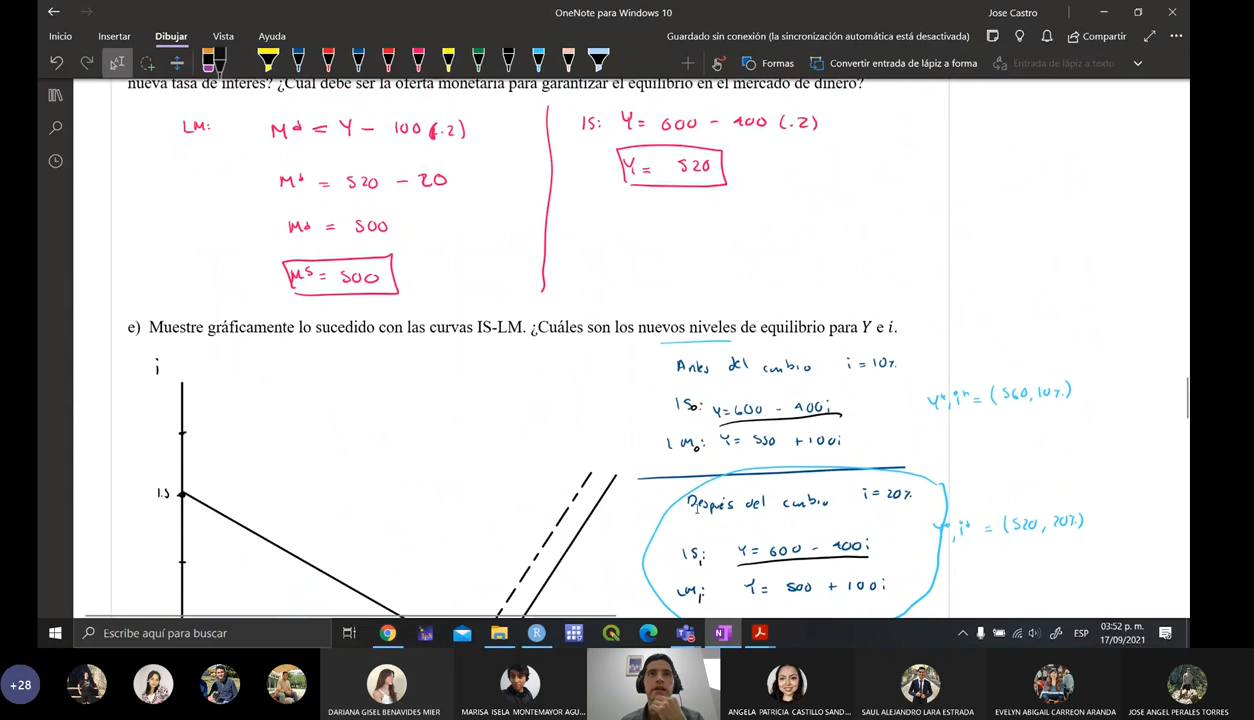 OneNote para Windows 10
Jose Castro
Inicio Insertar Dibujar Vista Ayuda
Guardado sin conexión (la sincronización automática está desactivada)
Compartir
Formas
Convertir entrada de lápiz a forma
Entrada de lápiz a texto
nueva tasa de interés? ¿Cuál debe ser la oferta monetaria para garantizar el equilibrio en el mercado de dinero?
LM: Md = Y - 100 (.2)
Md = 520 - 20
Md = 500
Ms = 500
IS: Y = 600 - 400 (.2)
Y = 520
e) Muestre gráficamente lo sucedido con las curvas IS-LM. ¿Cuáles son los nuevos niveles de equilibrio para Y e i.
i
1.5
Antes del cambio i = 10%
IS0: Y=600 - 400i
LM0: Y = 550 + 100i
Y*, i* = (560, 10%)
Después del cambio i = 20%
IS1: Y = 600 - 400i
LM1: Y = 500 + 100i
Y*, i* = (520, 20%)
Escribe aquí para buscar
ESP
03:52 p. m.
17/09/2021
+28
DARIANA GISEL BENAVIDES MIER
MARISA ISELA MONTEMAYOR AGU...
ANGELA PATRICIA CASTILLO SAND...
SAUL ALEJANDRO LARA ESTRADA
EVELYN ABIGAIL CARREON ARANDA
JOSE ANGEL PERALES TORRES